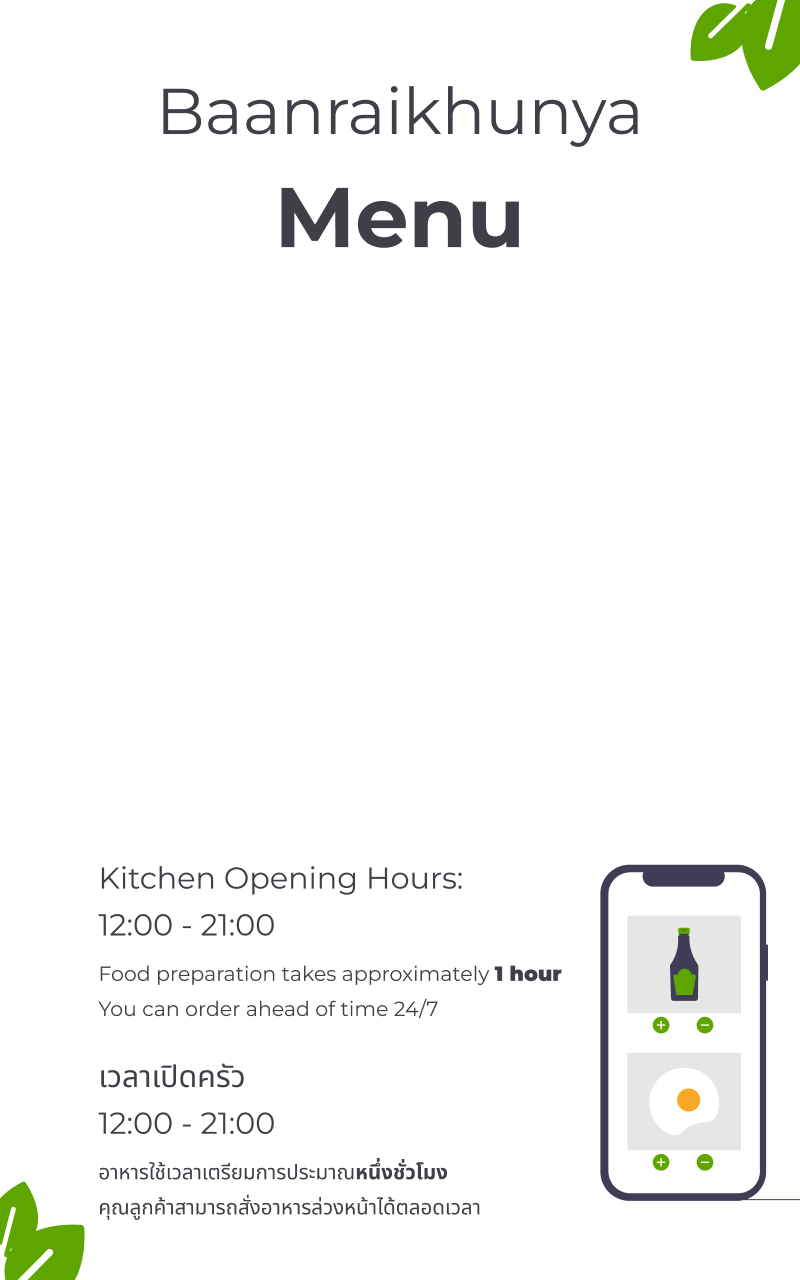 Baanraikhunya
Menu
Kitchen Opening Hours:
12:00 - 21:00
Food preparation takes approximately 1 hour
You can order ahead of time 24/7
เวลาเปิดครัว
12:00 - 21:00
อาหารใช้เวลาเตรียมการประมาณหนึ่งชั่วโมง
คุณลูกค้าสามารถสั่งอาหารล่วงหน้าได้ตลอดเวลา